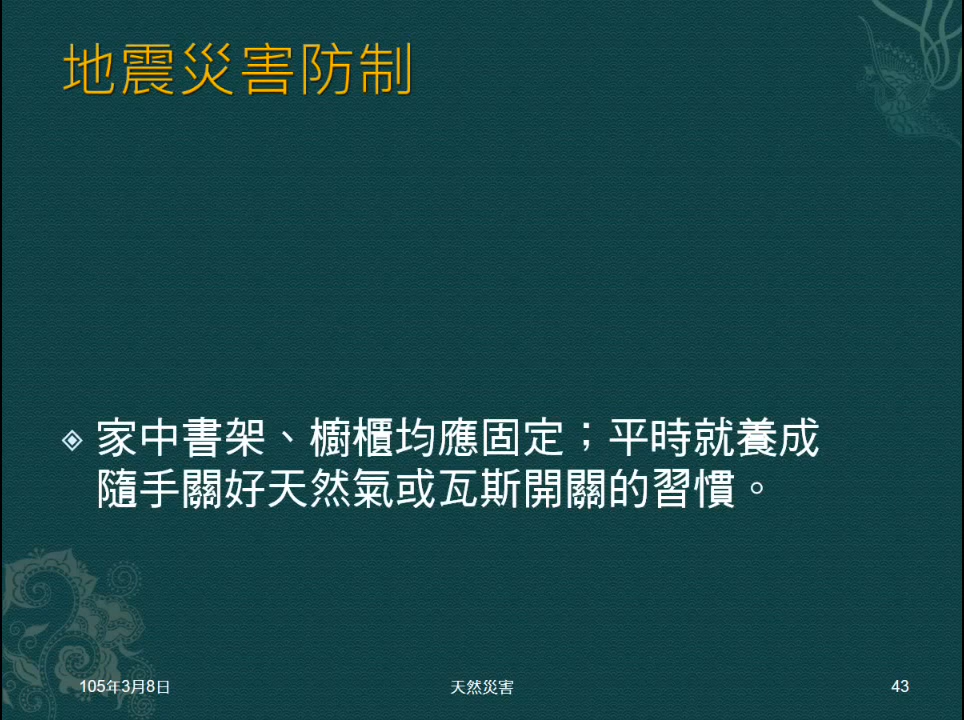 地震災害防制
家中書架、櫥櫃均應固定；平時就養成
隨手關好天然氣或瓦斯開關的習慣。
105年3月8日
天然災害
43